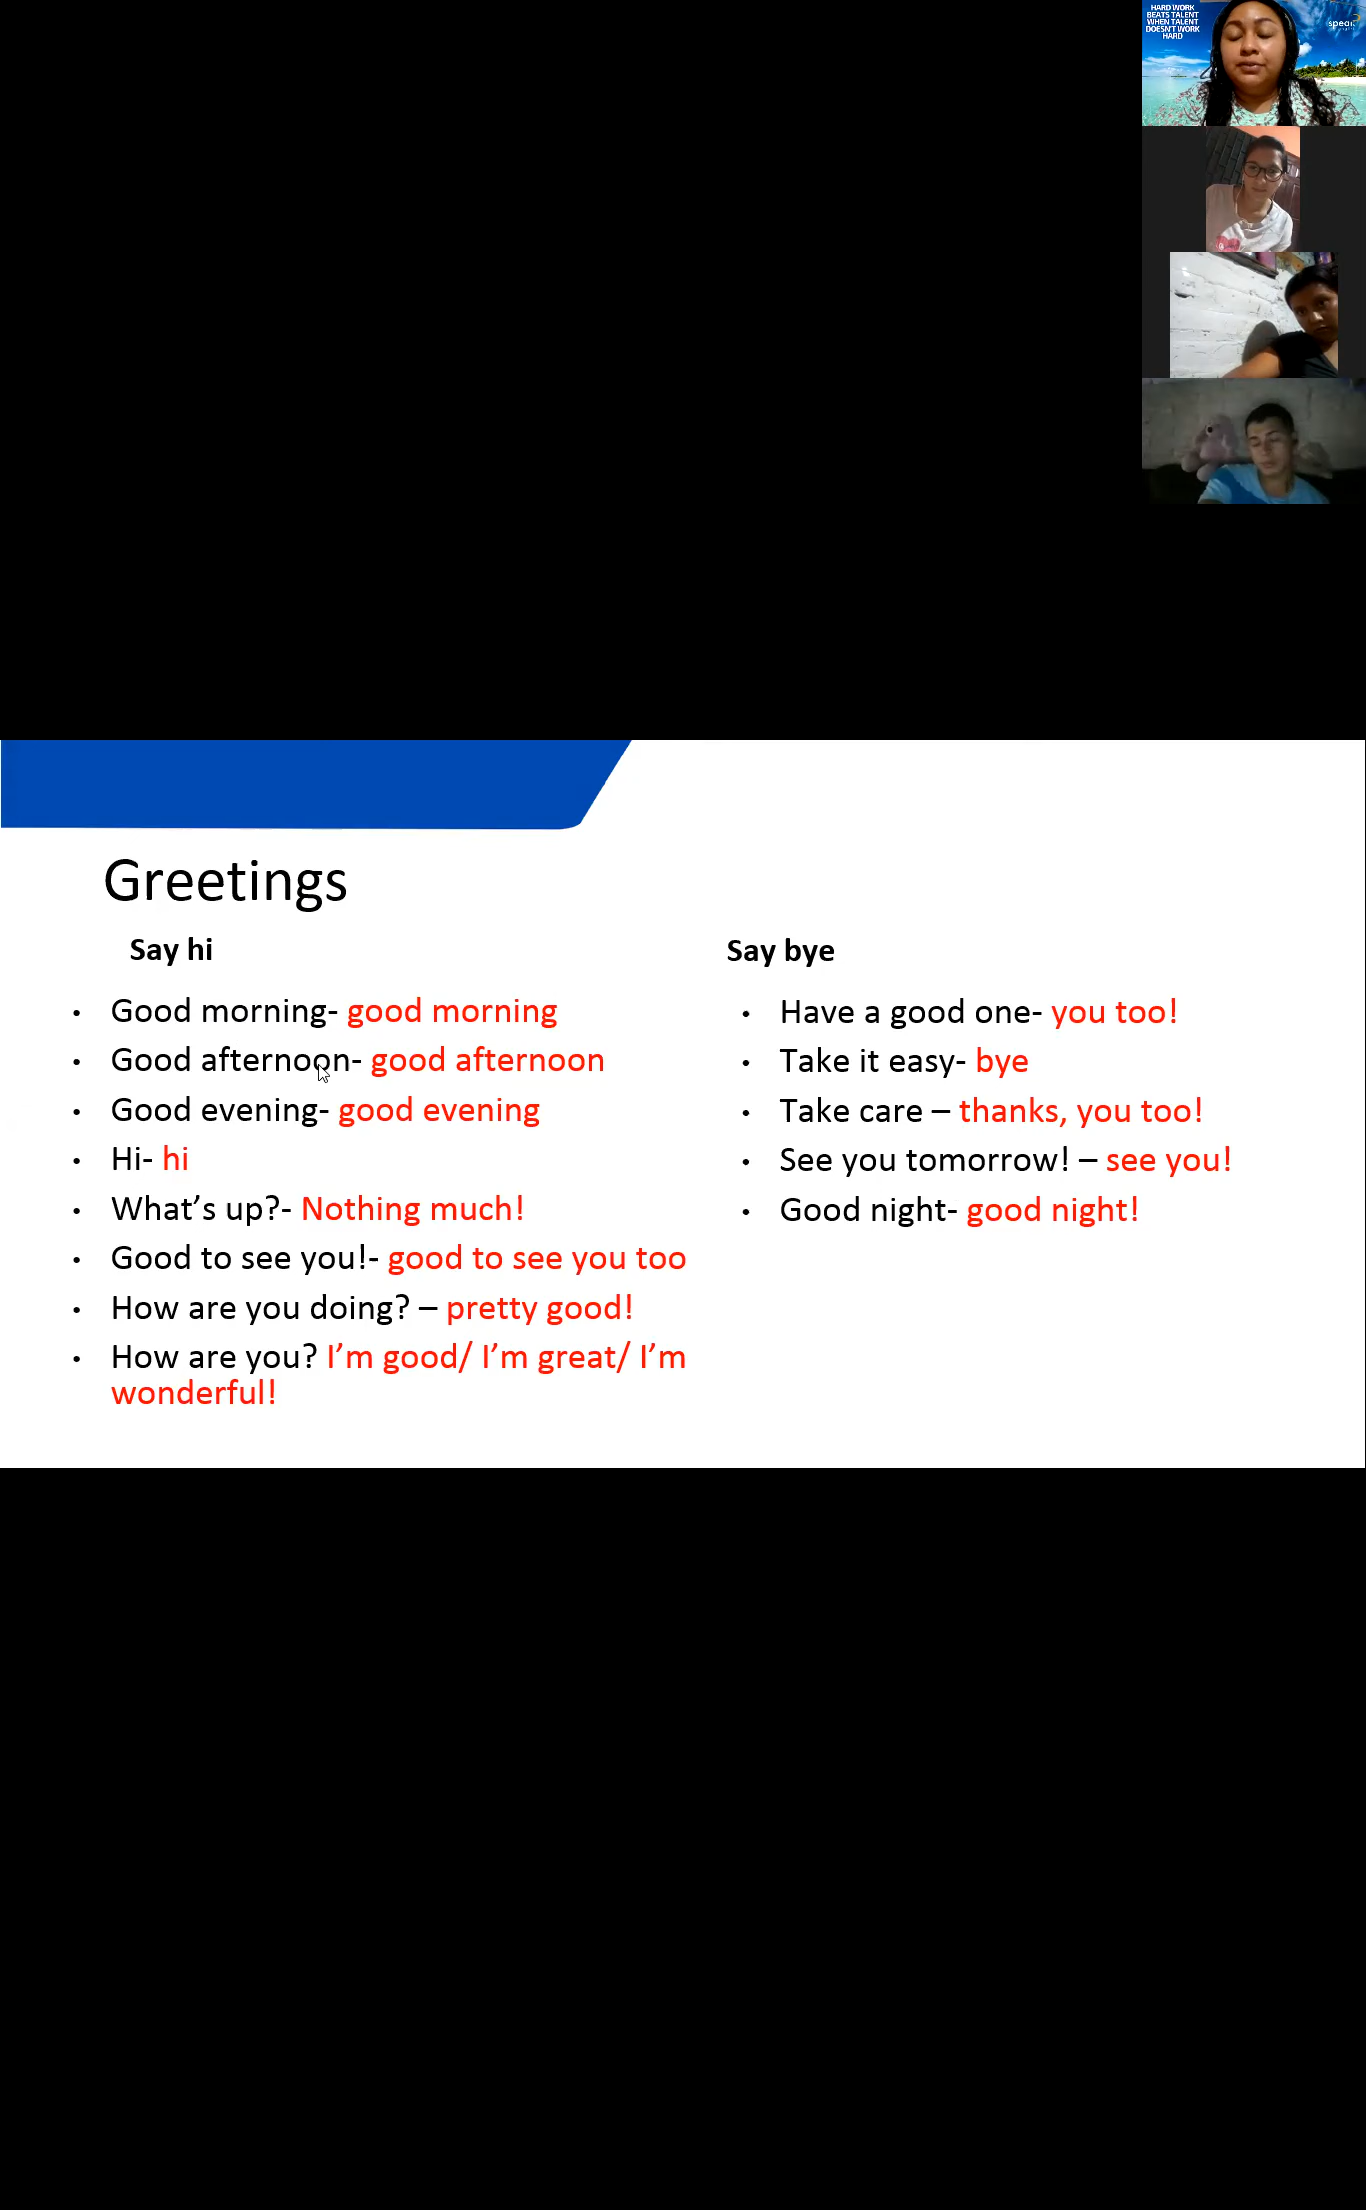 HARD WORK
BEATS TALENT
WHEN TALENT
DOESN'T WORK
HARD
Greetings
Say hi
• Good morning- good morning
• Good afternoon- good afternoon
• Good evening- good evening
• Hi- hi
• What's up?- Nothing much!
• Good to see you!- good to see you too
• How are you doing? – pretty good!
• How are you? I'm good/ I'm great/ I'm
wonderful!
Say bye
• Have a good one- you too!
• Take it easy- bye
• Take care – thanks, you too!
• See you tomorrow! – see you!
• Good night- good night!